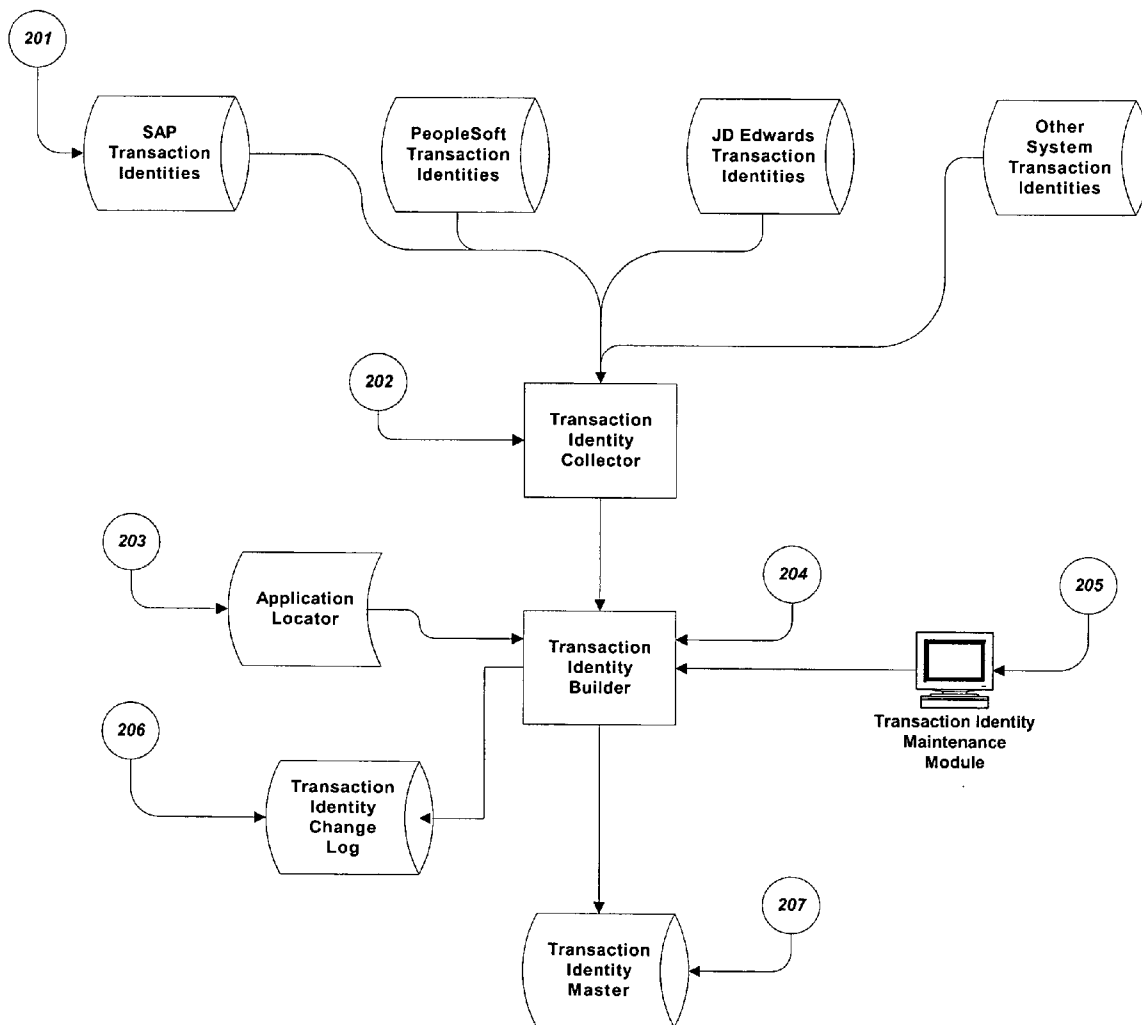 201
SAP
Transaction
Identities
PeopleSoft
Transaction
Identities
JD Edwards
Transaction
Identities
Other
System
Transaction
Identities
202
Transaction
Identity
Collector
203
Application
Locator
204
205
Transaction
Identity
Builder
Transaction Identity
Maintenance
Module
206
Transaction
Identity
Change
Log
207
Transaction
Identity
Master